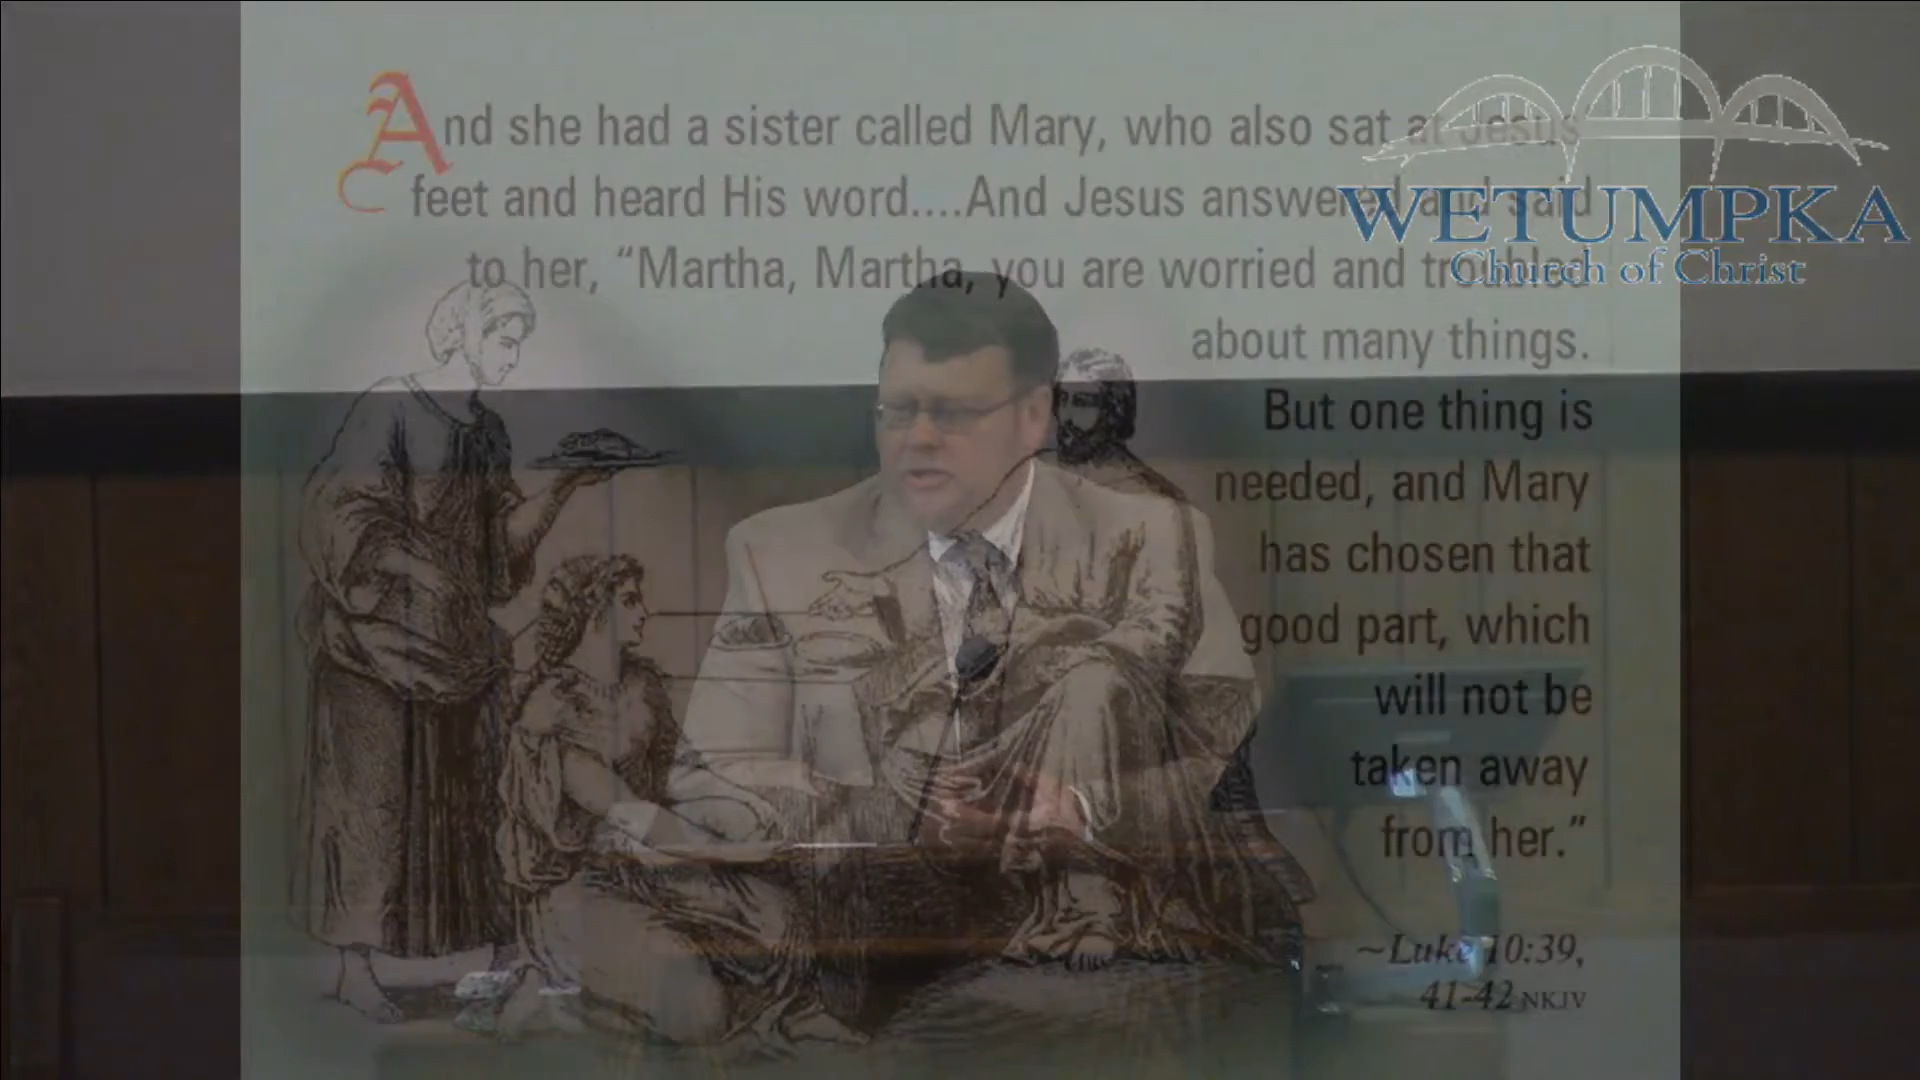 And she had a sister called Mary, who also sat at Jesus'
feet and heard His word....And Jesus answered and said
to her, “Martha, Martha, you are worried and troubled
about many things.
But one thing is
needed, and Mary
has chosen that
good part, which
will not be
taken away
from her.”
~Luke 10:39,
41-42 NKJV
WETUMPKA
Church of Christ